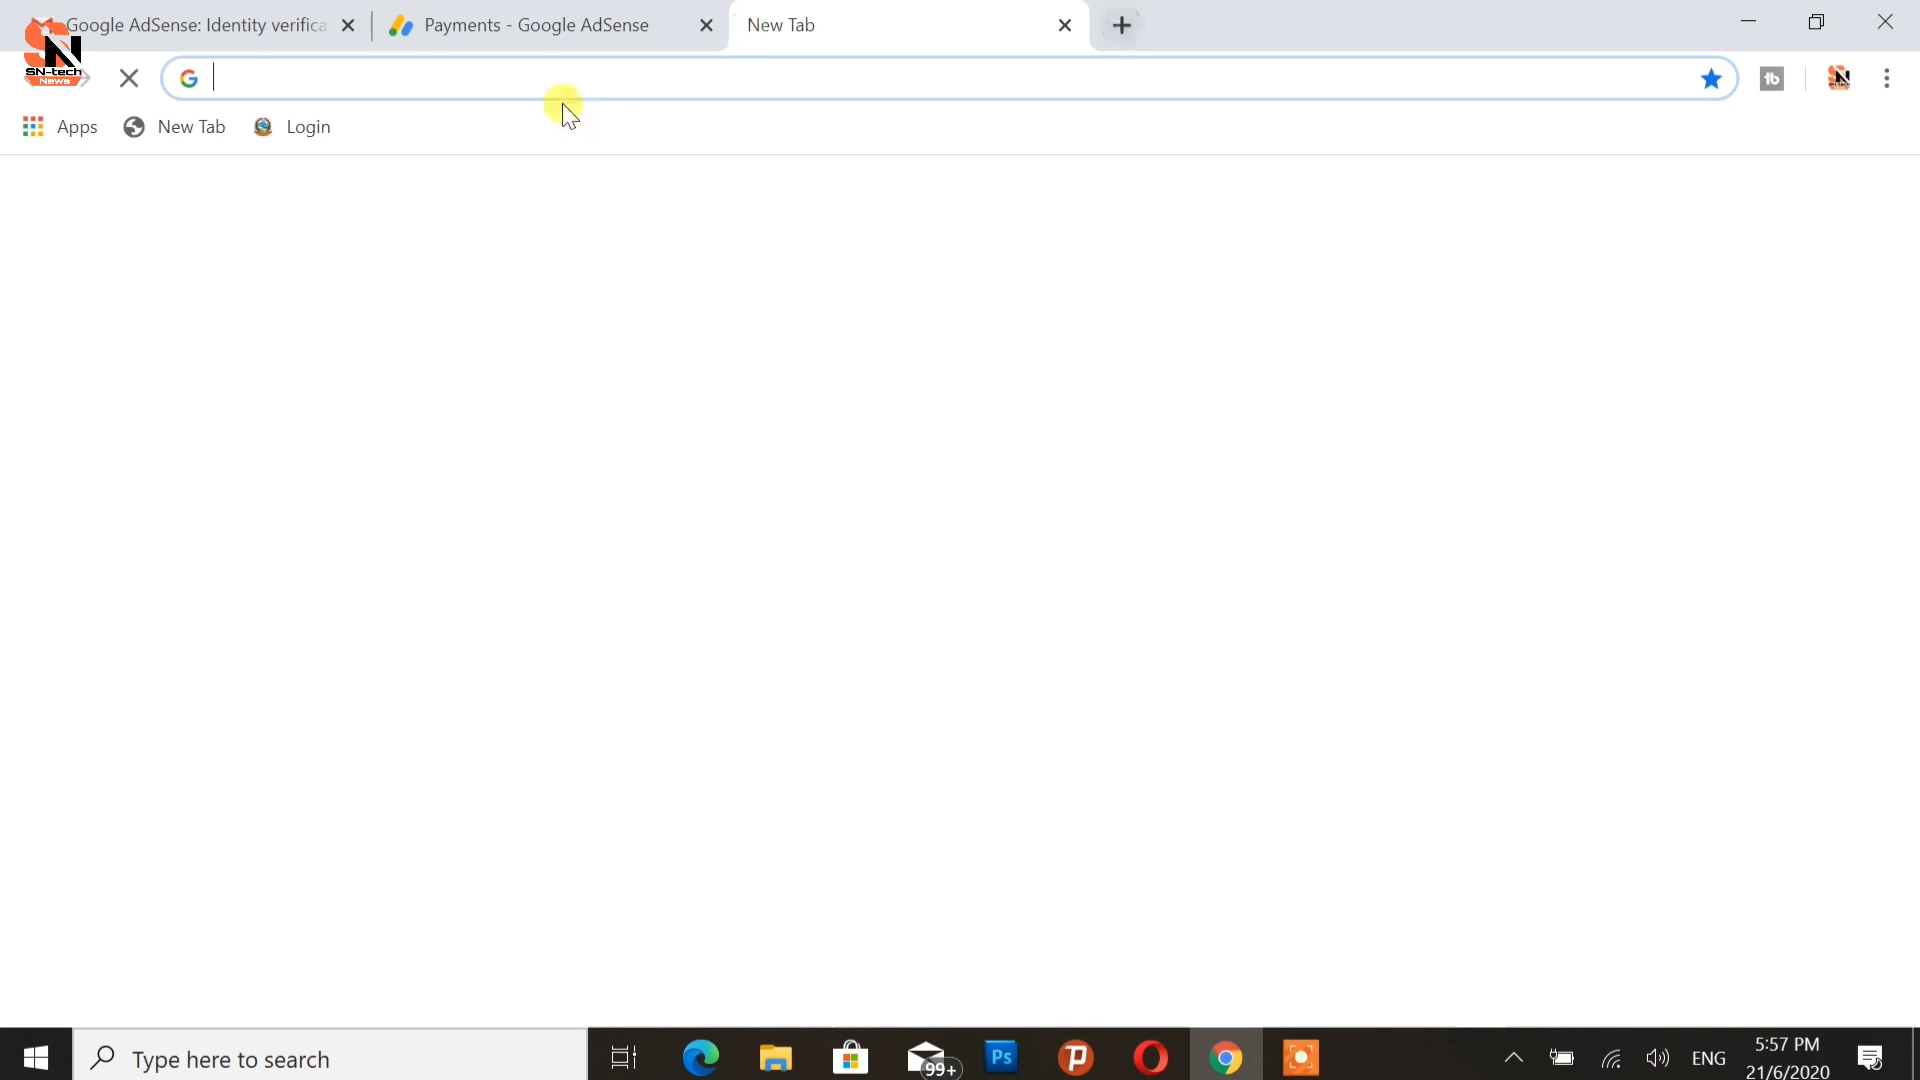 Google AdSense: Identity verifica
Payments - Google AdSense
New Tab
SN-tech
News
Apps
New Tab
Login
Type here to search
99+
Ps
ENG
5:57 PM
21/6/2020